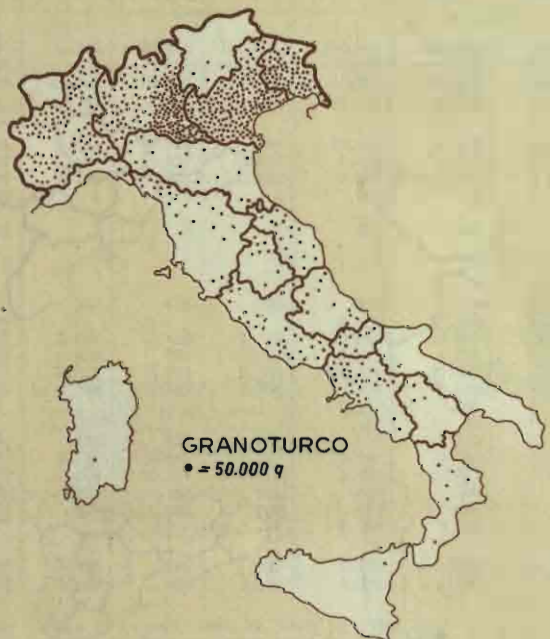 GRANOTURCO
• = 50.000 q